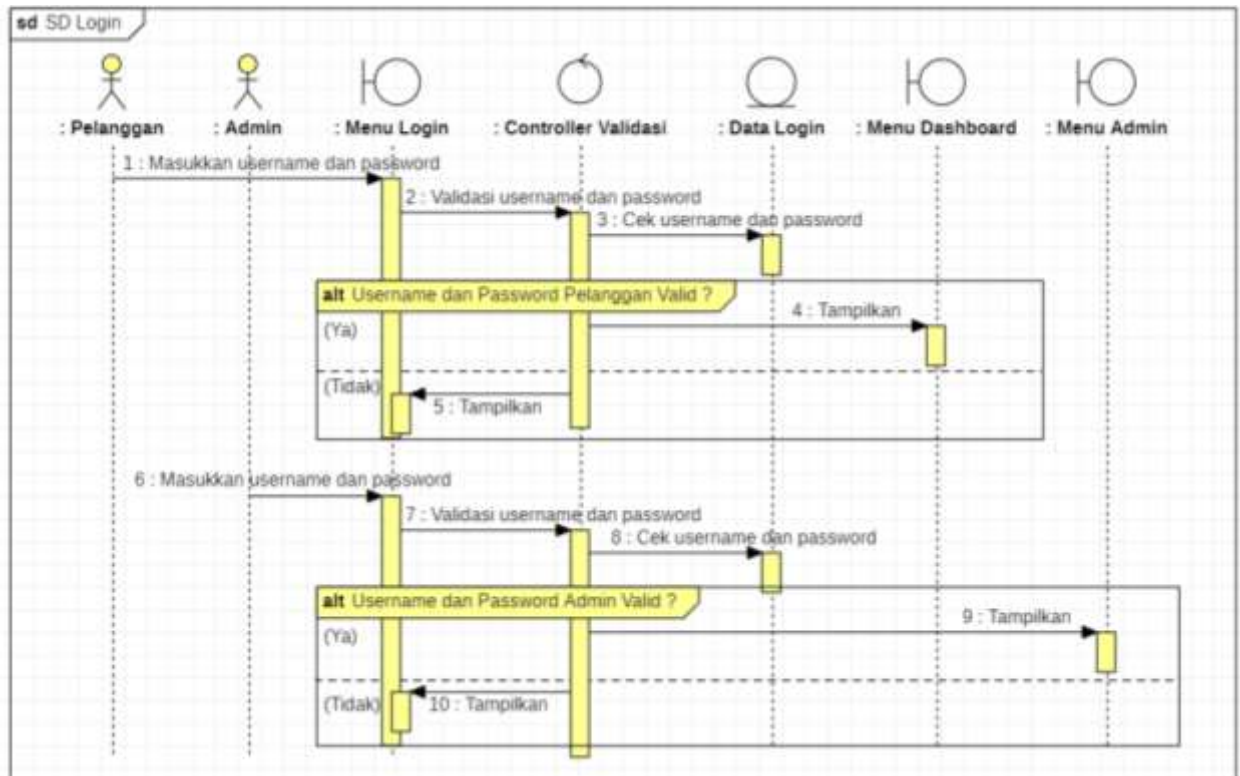 sd SD Login
: Pelanggan : Admin : Menu Login : Controller Validasi : Data Login : Menu Dashboard : Menu Admin
1 : Masukkan username dan password
2 : Validasi username dan password
3 : Cek username dan password
alt Username dan Password Pelanggan Valid ?
4 : Tampilkan
(Ya)
(Tidak)
5 : Tampilkan
6 : Masukkan username dan password
7 : Validasi username dan password
8 : Cek username dan password
alt Username dan Password Admin Valid ?
9 : Tampilkan
(Ya)
(Tidak)
10 : Tampilkan